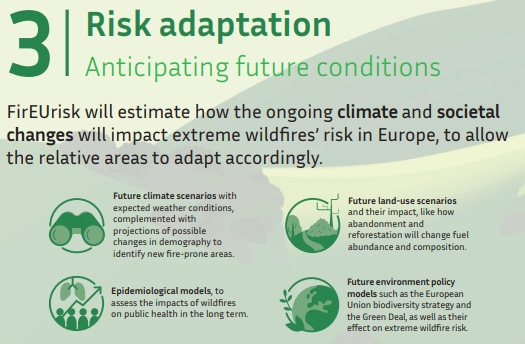 3
Risk adaptation
Anticipating future conditions
FirEUrisk will estimate how the ongoing climate and societal
changes will impact extreme wildfires' risk in Europe, to allow
the relative areas to adapt accordingly.
Future climate scenarios with
expected weather conditions,
complemented with
projections of possible
changes in demography to
identify new fire-prone areas.
Future land-use scenarios
and their impact, like how
abandonment and
reforestation will change fuel
abundance and composition.
Epidemiological models, to
assess the impacts of wildfires
on public health in the long term.
Future environment policy
models such as the European
Union biodiversity strategy and
the Green Deal, as well as their
effect on extreme wildfire risk.